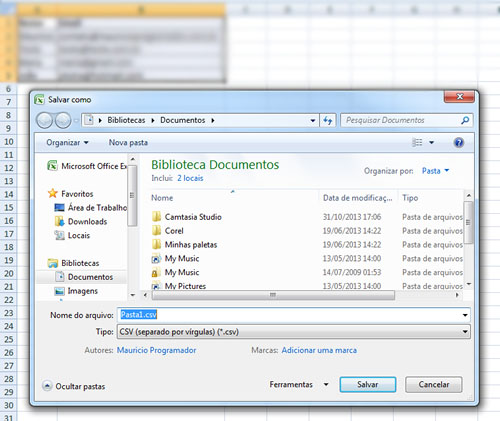 6
7
8
9
10
11
12
13
14
15
16
17
18
19
20
21
22
23
24
25
26
27
28
29
30
31
Salvar como
Bibliotecas Documentos Pesquisar Documentos
Organizar Nova pasta
Microsoft Office Ex
Favoritos
Área de Trabalho
Downloads
Locais
Bibliotecas
Documentos
Imagens
Biblioteca Documentos
Inclui: 2 locais
Organizar por: Pasta
Nome Data de modificaç... Tipo
Camtasia Studio 31/10/2013 17:06 Pasta de arquivos
Corel 19/06/2013 14:22 Pasta de arquivos
Minhas paletas 19/06/2013 14:22 Pasta de arquivos
My Music 13/05/2013 14:00 Pasta de arquivos
My Music 14/07/2009 01:53 Pasta de arquivos
My Pictures 13/05/2013 14:00 Pasta de arquivos
Nome do arquivo: Pasta1.csv
Tipo: CSV (separado por vírgulas) (*.csv)
Autores: Mauricio Programador Marcas: Adicionar uma marca
Ocultar pastas Ferramentas Salvar Cancelar